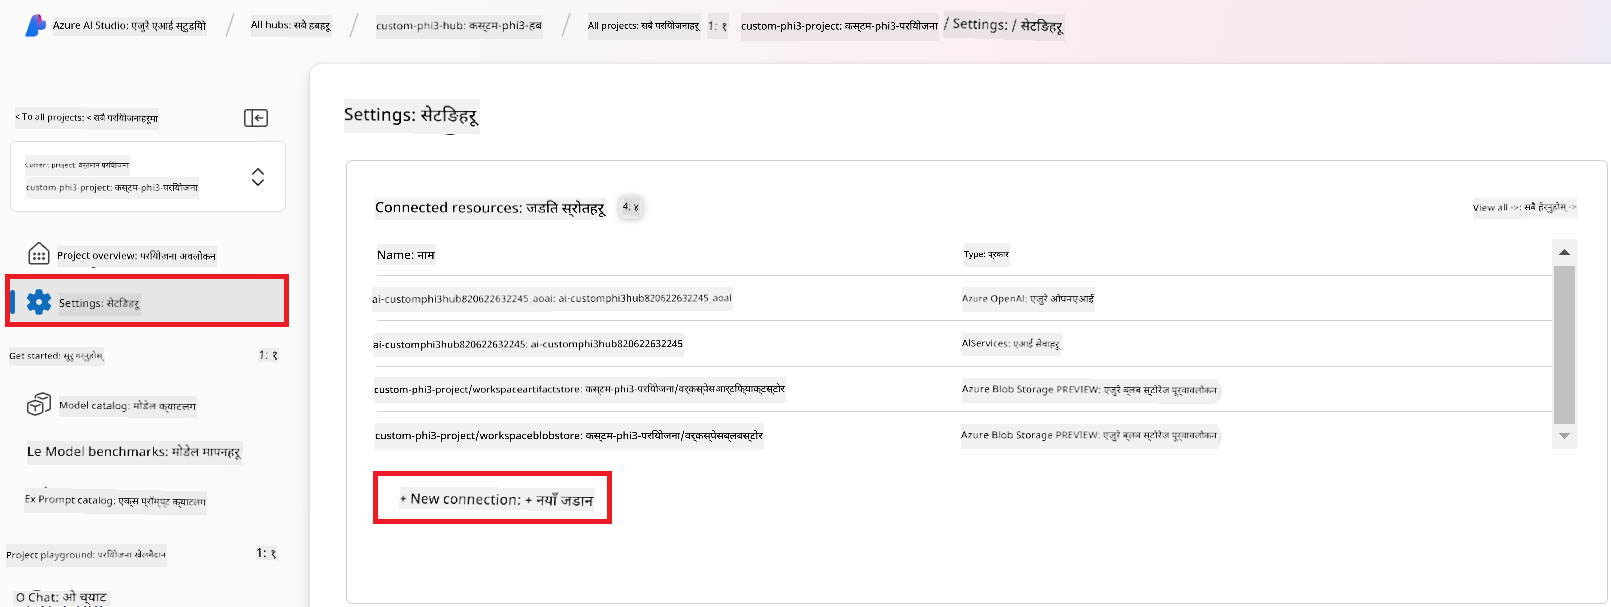 Azure AI Studio: एजुरे एआई स्टुडियो / All hubs: सबै हबहरू / custom-phi3-hub: कस्टम-phi3-हब / All projects: सबै परियोजनाहरू 1: १ custom-phi3-project: कस्टम-phi3-परियोजना / Settings: / सेटिङहरू
< To all projects: < सबै परियोजनाहरूमा
Current project: वर्तमान परियोजना
custom-phi3-project: कस्टम-phi3-परियोजना
Project overview: परियोजना अवलोकन
Settings: सेटिङहरू
Get started: सुरु गर्नुहोस् 1: १
Model catalog: मोडेल क्याटलग
Le Model benchmarks: मोडेल मापनहरू
Ex Prompt catalog: एक्स प्रॉम्प्ट क्याटलग
Project playground: परियोजना खेलमैदान 1: १
O Chat: ओ च्याट
Settings: सेटिङहरू
Connected resources: जडित स्रोतहरू 4: ४
View all ->: सबै हेर्नुहोस् ->
Name: नाम Type: प्रकार
ai-customphi3hub820622632245_aoai: ai-customphi3hub820622632245_aoai Azure OpenAI: एजुरे ओपनएआई
ai-customphi3hub820622632245: ai-customphi3hub820622632245 AIServices: एआई सेवाहरू
custom-phi3-project/workspaceartifactstore: कस्टम-phi3-परियोजना/वर्कस्पेसआर्टिफ्याक्टस्टोर Azure Blob Storage PREVIEW: एजुरे ब्लब स्टोरेज पूर्वावलोकन
custom-phi3-project/workspaceblobstore: कस्टम-phi3-परियोजना/वर्कस्पेसब्लबस्टोर Azure Blob Storage PREVIEW: एजुरे ब्लब स्टोरेज पूर्वावलोकन
+ New connection: + नयाँ जडान